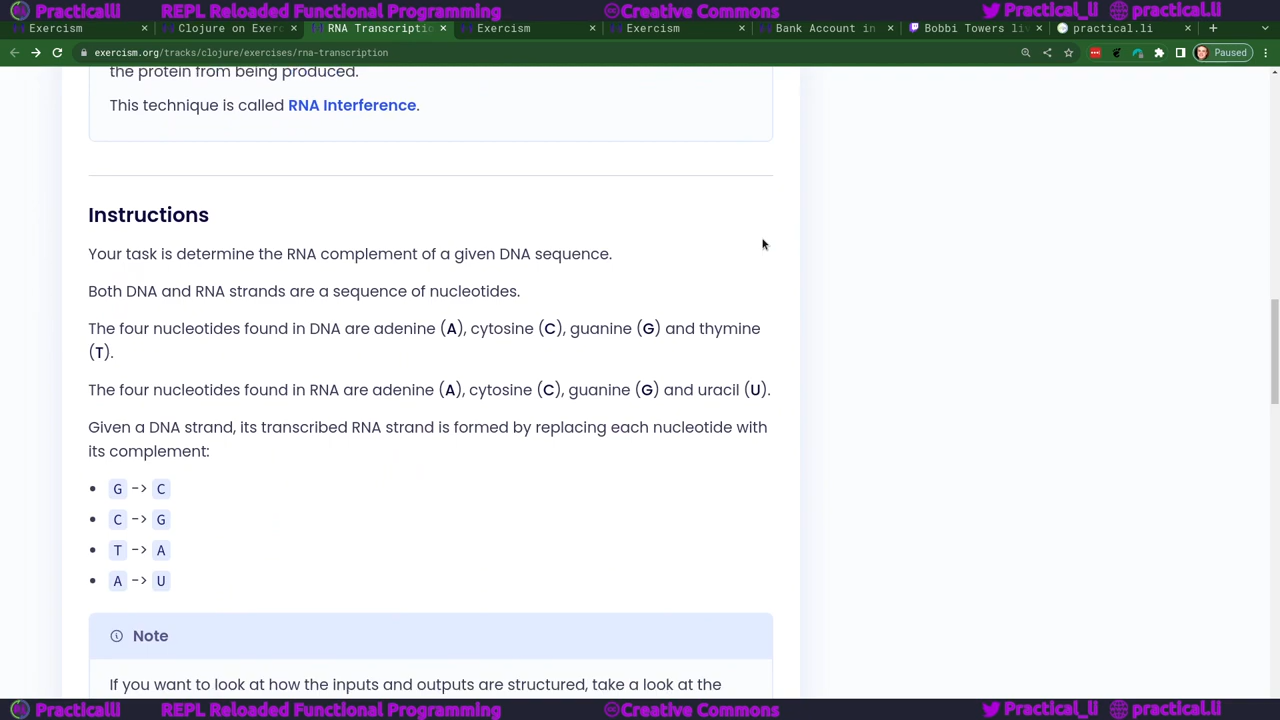 Practicalli REPL Reloaded Functional Programming Creative Commons Practical_li practical.li
Exercism Clojure on Exerc RNA Transcriptio Exercism Exercism Bank Account in Bobbi Towers liv practical.li
exercism.org/tracks/clojure/exercises/rna-transcription Paused
the protein from being produced.
This technique is called RNA Interference.
Instructions
Your task is determine the RNA complement of a given DNA sequence.
Both DNA and RNA strands are a sequence of nucleotides.
The four nucleotides found in DNA are adenine (A), cytosine (C), guanine (G) and thymine
(T).
The four nucleotides found in RNA are adenine (A), cytosine (C), guanine (G) and uracil (U).
Given a DNA strand, its transcribed RNA strand is formed by replacing each nucleotide with
its complement:
G -> C
C -> G
T -> A
A -> U
Note
If you want to look at how the inputs and outputs are structured, take a look at the
Practicalli REPL Reloaded Functional Programming Creative Commons Practical_li practical.li